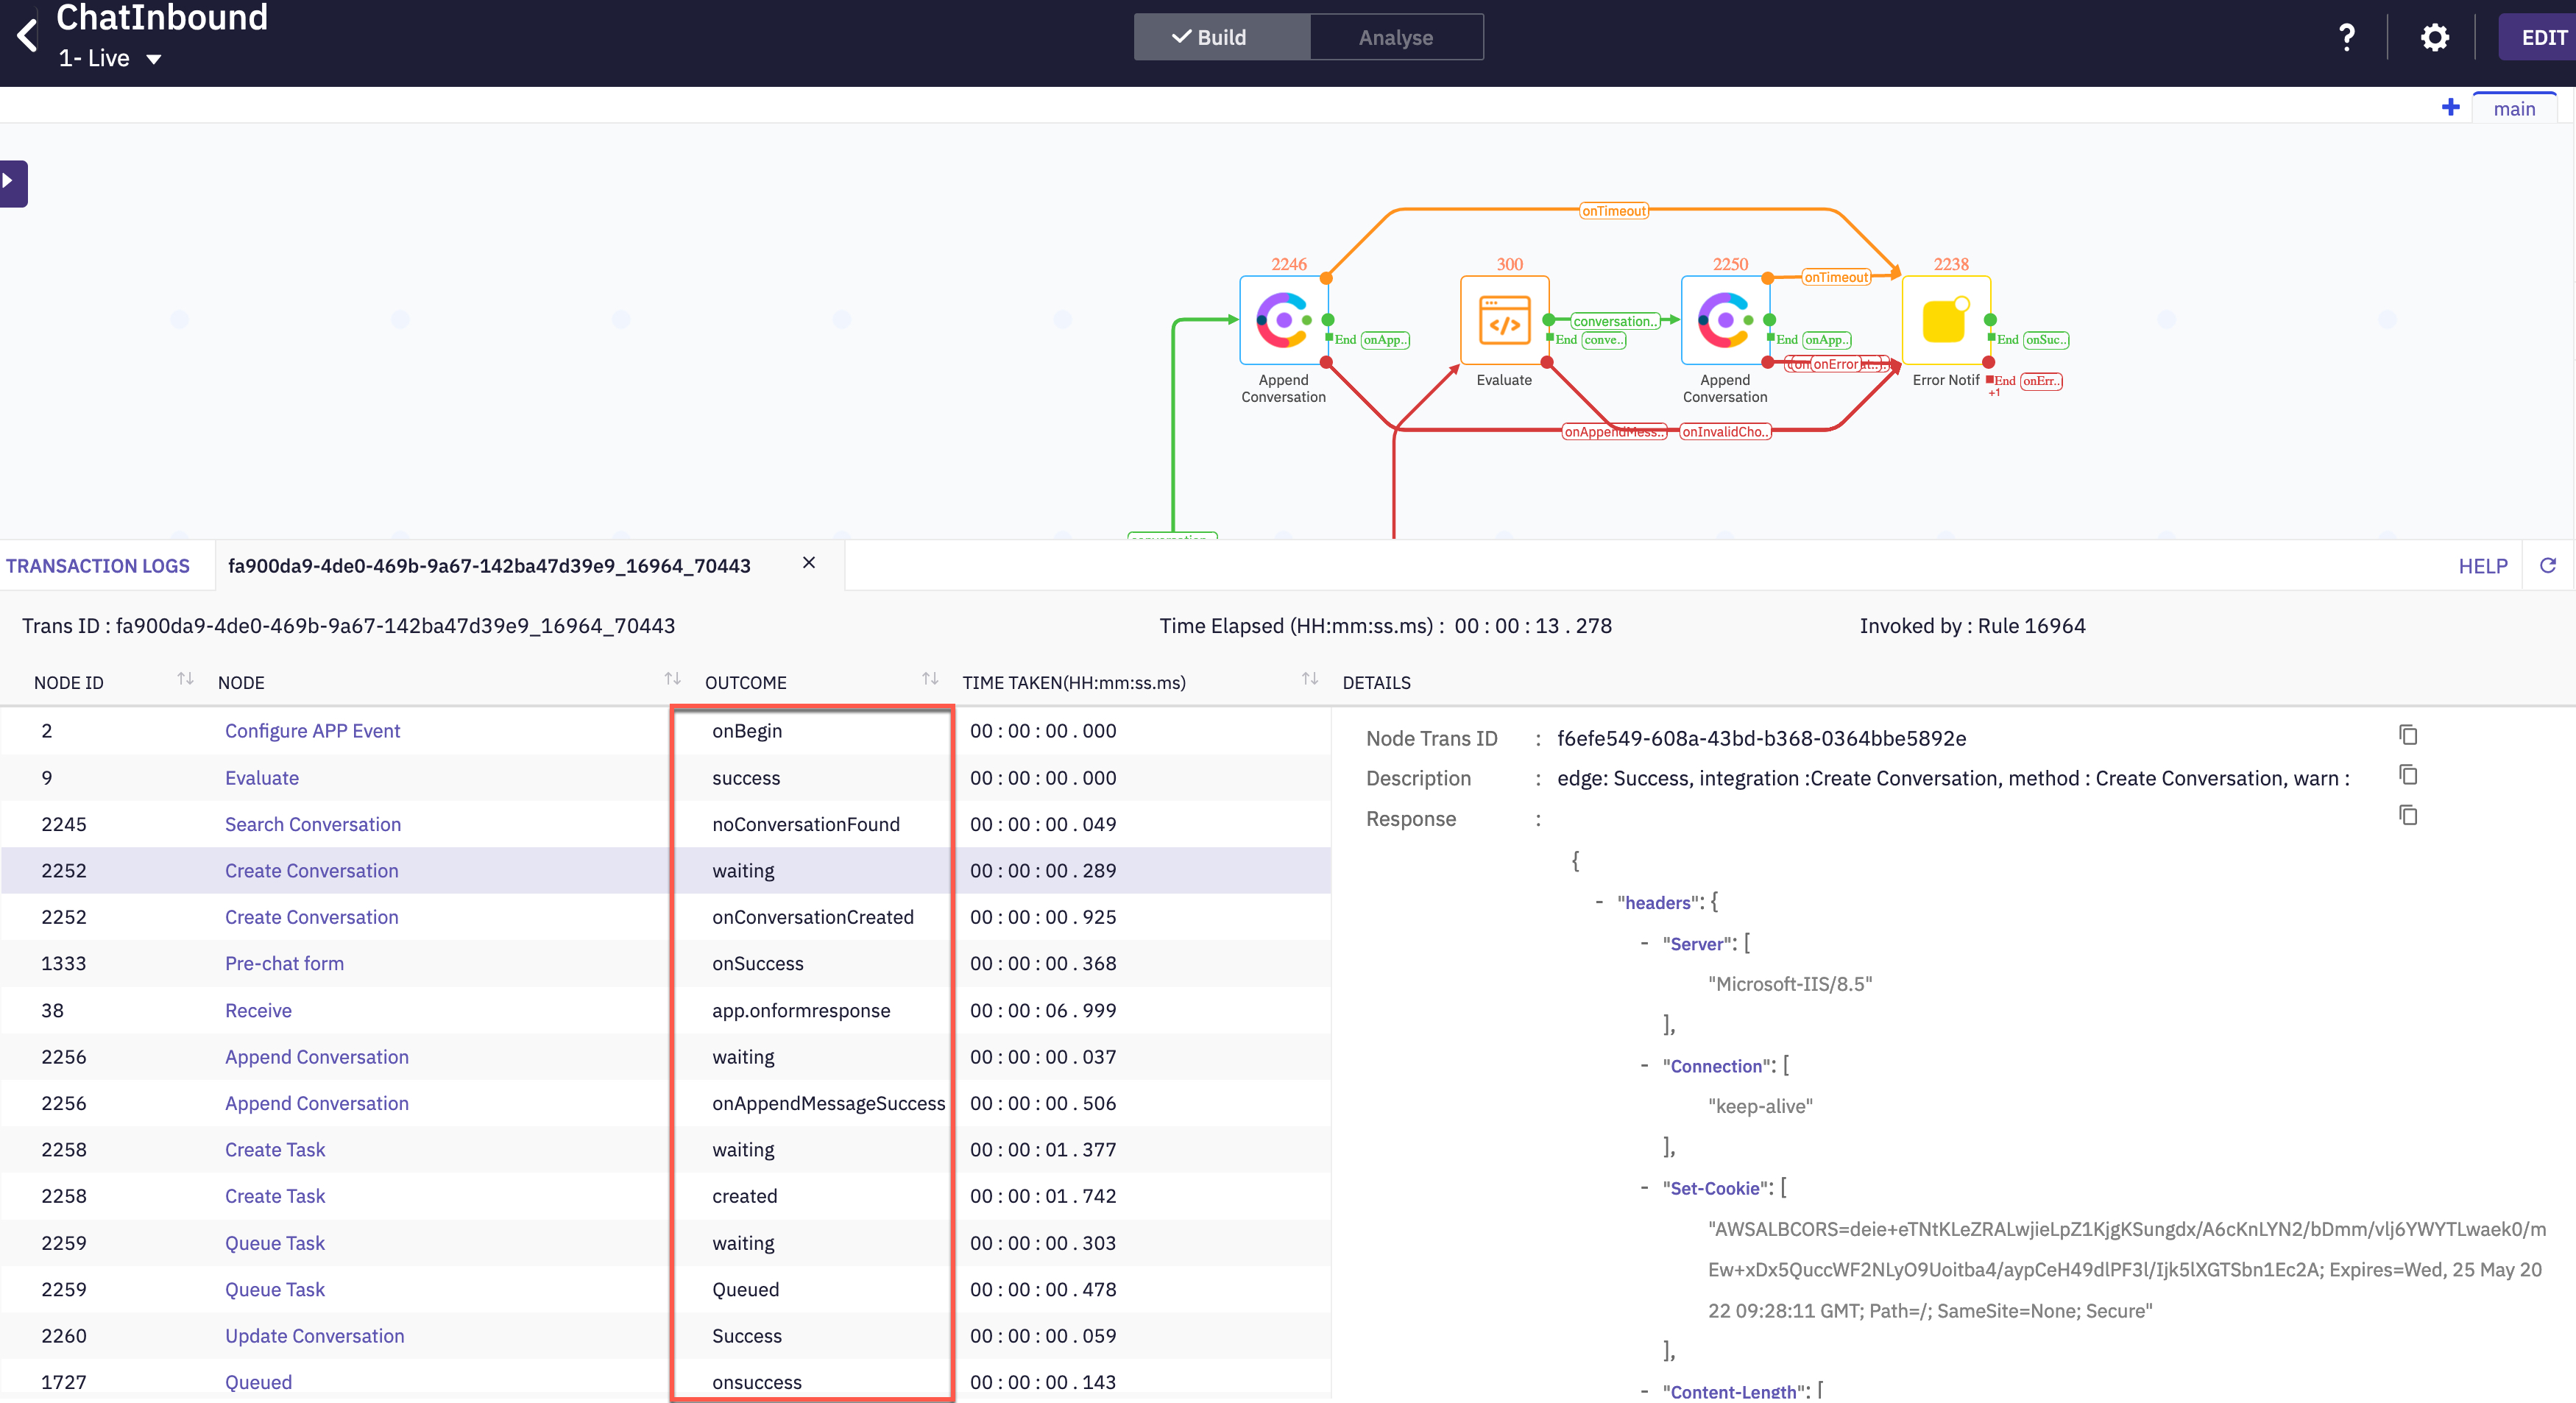 ChatInbound
1- Live
Build
Analyse
?
EDIT
+ main
onTimeout
2246
300
2250
2238
onTimeout
conversation..
End onApp..
End conve..
End onApp..
End onSuc..
onError
Append
Conversation
Evaluate
Append
Conversation
Error Notif
End onErr..
+1
onAppendMess..
onInvalidCho..
TRANSACTION LOGS
fa900da9-4de0-469b-9a67-142ba47d39e9_16964_70443
HELP
Trans ID : fa900da9-4de0-469b-9a67-142ba47d39e9_16964_70443
Time Elapsed (HH:mm:ss.ms) : 00 : 00 : 13 . 278
Invoked by : Rule 16964
NODE ID NODE OUTCOME TIME TAKEN(HH:mm:ss.ms) DETAILS
2 Configure APP Event onBegin 00 : 00 : 00 . 000
9 Evaluate success 00 : 00 : 00 . 000
2245 Search Conversation noConversationFound 00 : 00 : 00 . 049
2252 Create Conversation waiting 00 : 00 : 00 . 289
2252 Create Conversation onConversationCreated 00 : 00 : 00 . 925
1333 Pre-chat form onSuccess 00 : 00 : 00 . 368
38 Receive app.onformresponse 00 : 00 : 06 . 999
2256 Append Conversation waiting 00 : 00 : 00 . 037
2256 Append Conversation onAppendMessageSuccess 00 : 00 : 00 . 506
2258 Create Task waiting 00 : 00 : 01 . 377
2258 Create Task created 00 : 00 : 01 . 742
2259 Queue Task waiting 00 : 00 : 00 . 303
2259 Queue Task Queued 00 : 00 : 00 . 478
2260 Update Conversation Success 00 : 00 : 00 . 059
1727 Queued onsuccess 00 : 00 : 00 . 143
Node Trans ID : f6efe549-608a-43bd-b368-0364bbe5892e
Description : edge: Success, integration :Create Conversation, method : Create Conversation, warn :
Response :
{
- "headers": {
- "Server": [
"Microsoft-IIS/8.5"
],
- "Connection": [
"keep-alive"
],
- "Set-Cookie": [
"AWSALBCORS=deie+eTNtKLeZRALwjieLpZ1KjgKSungdx/A6cKnLYN2/bDmm/vlj6YWYTLwaek0/m
Ew+xDx5QuccWF2NLyO9Uoitba4/aypCeH49dlPF3l/Ijk5lXGTSbn1Ec2A; Expires=Wed, 25 May 20
22 09:28:11 GMT; Path=/; SameSite=None; Secure"
],
- "Content-Length": [